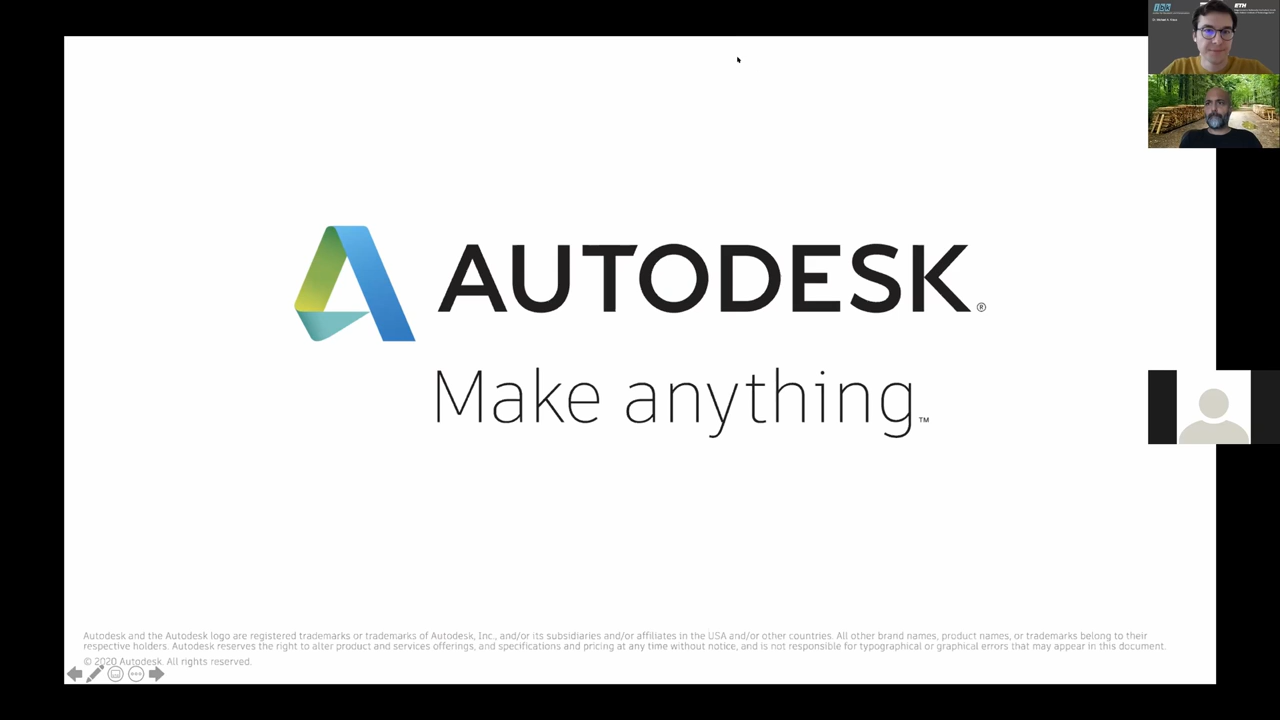 ETH
AUTODESK®
Make anything™
Autodesk and the Autodesk logo are registered trademarks or trademarks of Autodesk, Inc., and/or its subsidiaries and/or affiliates in the USA and/or other countries. All other brand names, product names, or trademarks belong to their
respective holders. Autodesk reserves the right to alter product and services offerings, and specifications and pricing at any time without notice, and is not responsible for typographical or graphical errors that may appear in this document.
© 2020 Autodesk. All rights reserved.